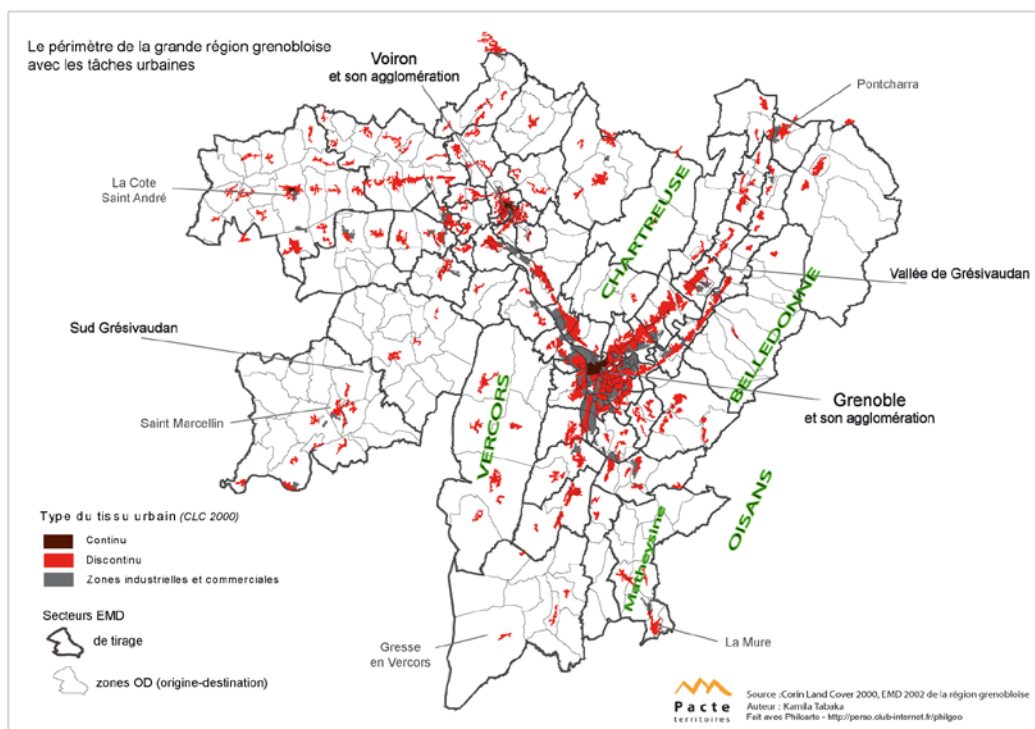 Le périmètre de la grande région grenobloise
avec les tâches urbaines
Voiron
et son agglomération
Pontcharra
La Cote
Saint André
CHARTREUSE
Vallée de Grésivaudan
BELLEDONNE
Sud Grésivaudan
Grenoble
et son agglomération
Saint Marcellin
VERCORS
OISANS
Matheysine
Type du tissu urbain (CLC 2000)
Continu
Discontinu
Zones industrielles et commerciales
Secteurs EMD
de tirage
zones OD (origine-destination)
Gresse
en Vercors
La Mure
Pacte
territoires
Source :Corin Land Cover 2000, EMD 2002 de la région grenobloise
Auteur : Kamila Tabaka
Fait avec Philcarto - http://perso.club-internet.fr/philgeo